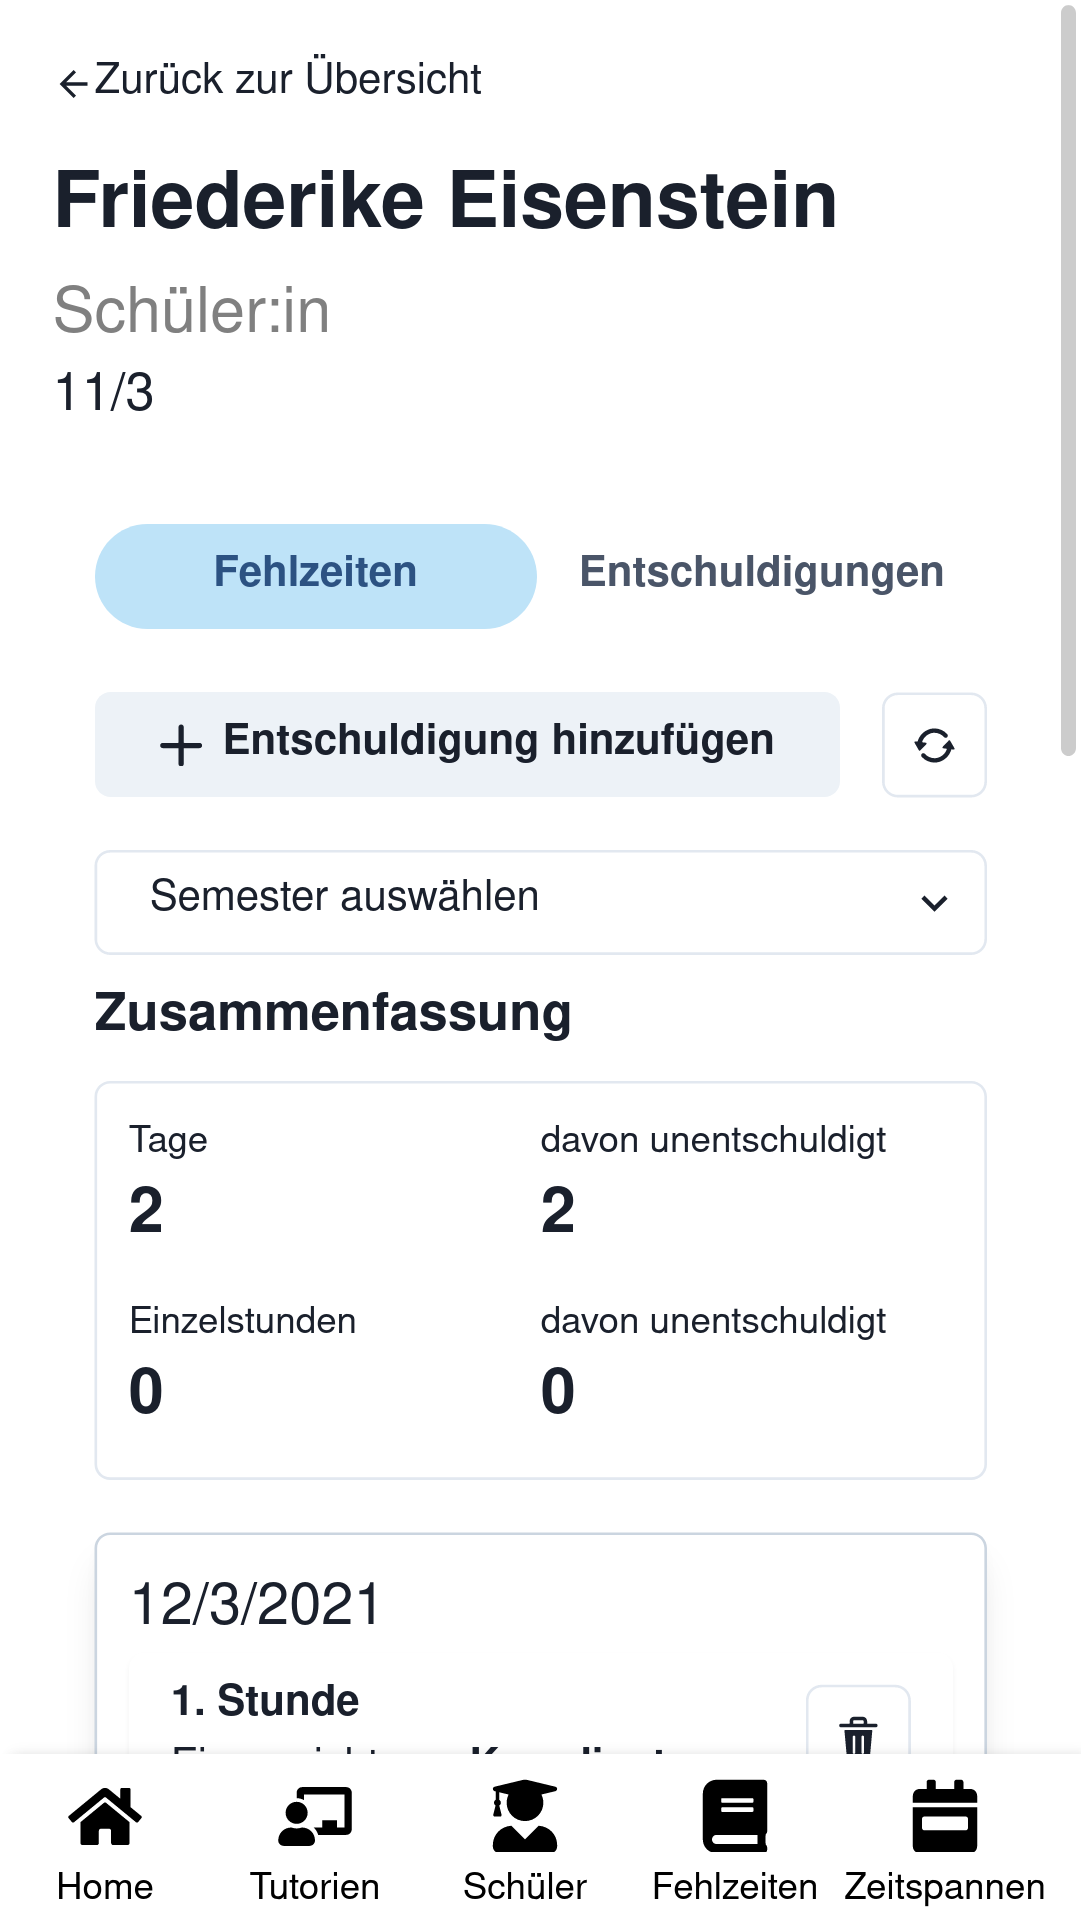 Zurück zur Übersicht
Friederike Eisenstein
Schüler:in
11/3
Fehlzeiten
Entschuldigungen
Entschuldigung hinzufügen
Semester auswählen
Zusammenfassung
Tage
davon unentschuldigt
2
2
Einzelstunden
davon unentschuldigt
0
0
12/3/2021
1. Stunde
Home
Tutorien
Schüler
Fehlzeiten
Zeitspannen